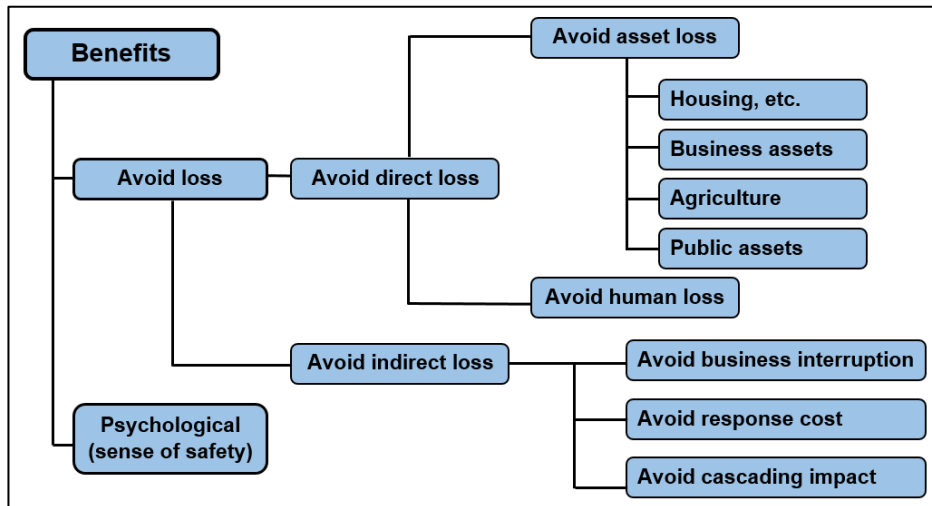 Benefits
Avoid loss
Avoid direct loss
Avoid asset loss
Housing, etc.
Business assets
Agriculture
Public assets
Avoid human loss
Avoid indirect loss
Avoid business interruption
Avoid response cost
Avoid cascading impact
Psychological
(sense of safety)